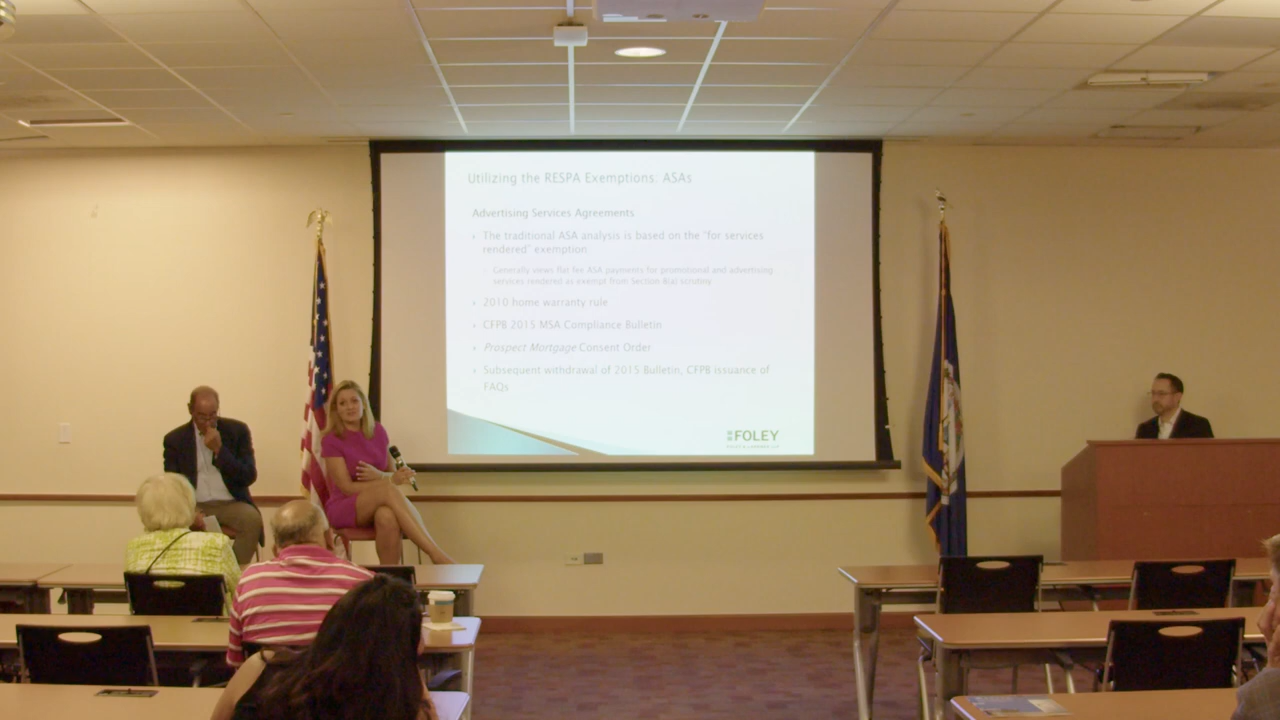 Utilizing the RESPA Exemptions: ASAs
Advertising Services Agreements
The traditional ASA analysis is based on the "for services
rendered" exemption
Generally views flat fee ASA payments for promotional and advertising
services rendered as exempt from Section 8(a) scrutiny
2010 home warranty rule
CFPB 2015 MSA Compliance Bulletin
Prospect Mortgage Consent Order
Subsequent withdrawal of 2015 Bulletin, CFPB issuance of
FAQs
FOLEY
FOLEY & LARDNER LLP